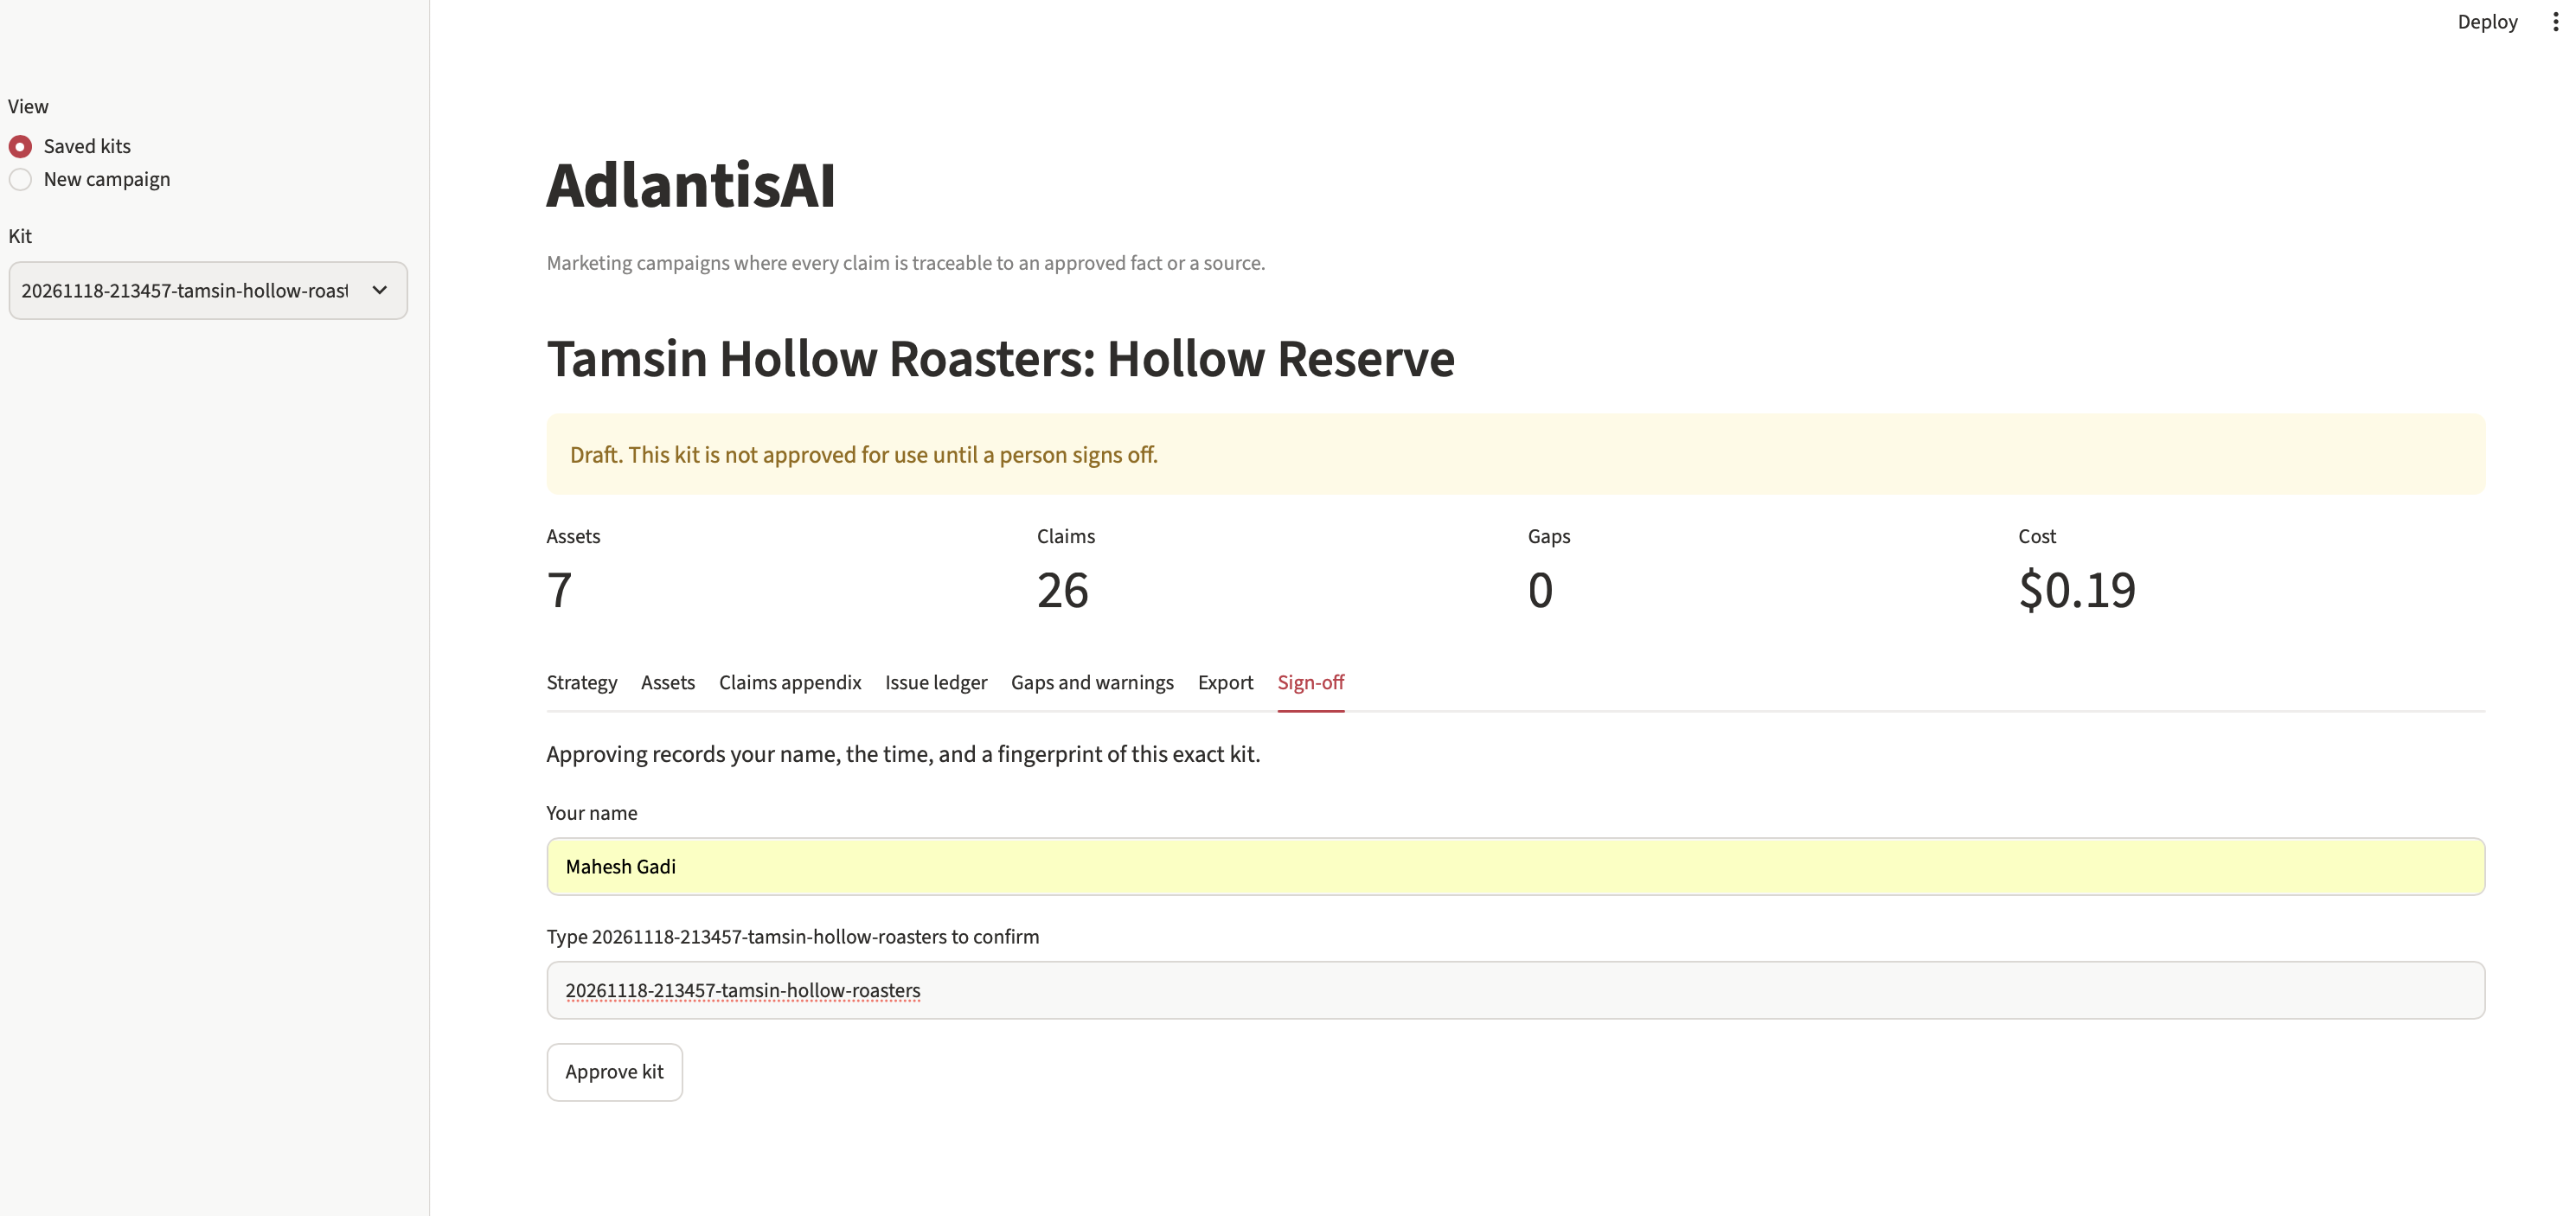 Deploy
View
Saved kits
New campaign
Kit
20261118-213457-tamsin-hollow-roast
AdlantisAI
Marketing campaigns where every claim is traceable to an approved fact or a source.
Tamsin Hollow Roasters: Hollow Reserve
Draft. This kit is not approved for use until a person signs off.
Assets Claims Gaps Cost
7 26 0 $0.19
Strategy Assets Claims appendix Issue ledger Gaps and warnings Export Sign-off
Approving records your name, the time, and a fingerprint of this exact kit.
Your name
Mahesh Gadi
Type 20261118-213457-tamsin-hollow-roasters to confirm
20261118-213457-tamsin-hollow-roasters
Approve kit